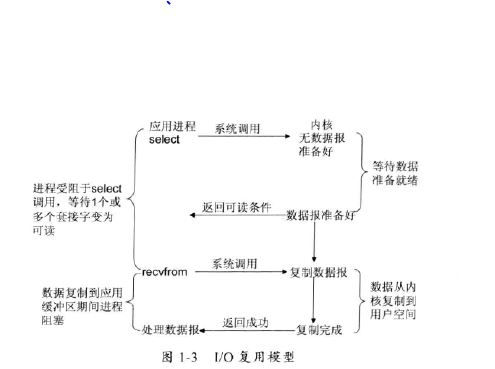 应用进程
select
系统调用
内核
无数据报
准备好
等待数据
准备就绪
进程受阻于select
调用，等待1个或
多个套接字变为
可读
返回可读条件
数据报准备好
recvfrom
系统调用
复制数据报
数据复制到应用
缓冲区期间进程
阻塞
数据从内
核复制到
用户空间
处理数据报
返回成功
复制完成
图 1-3 I/O 复用模型